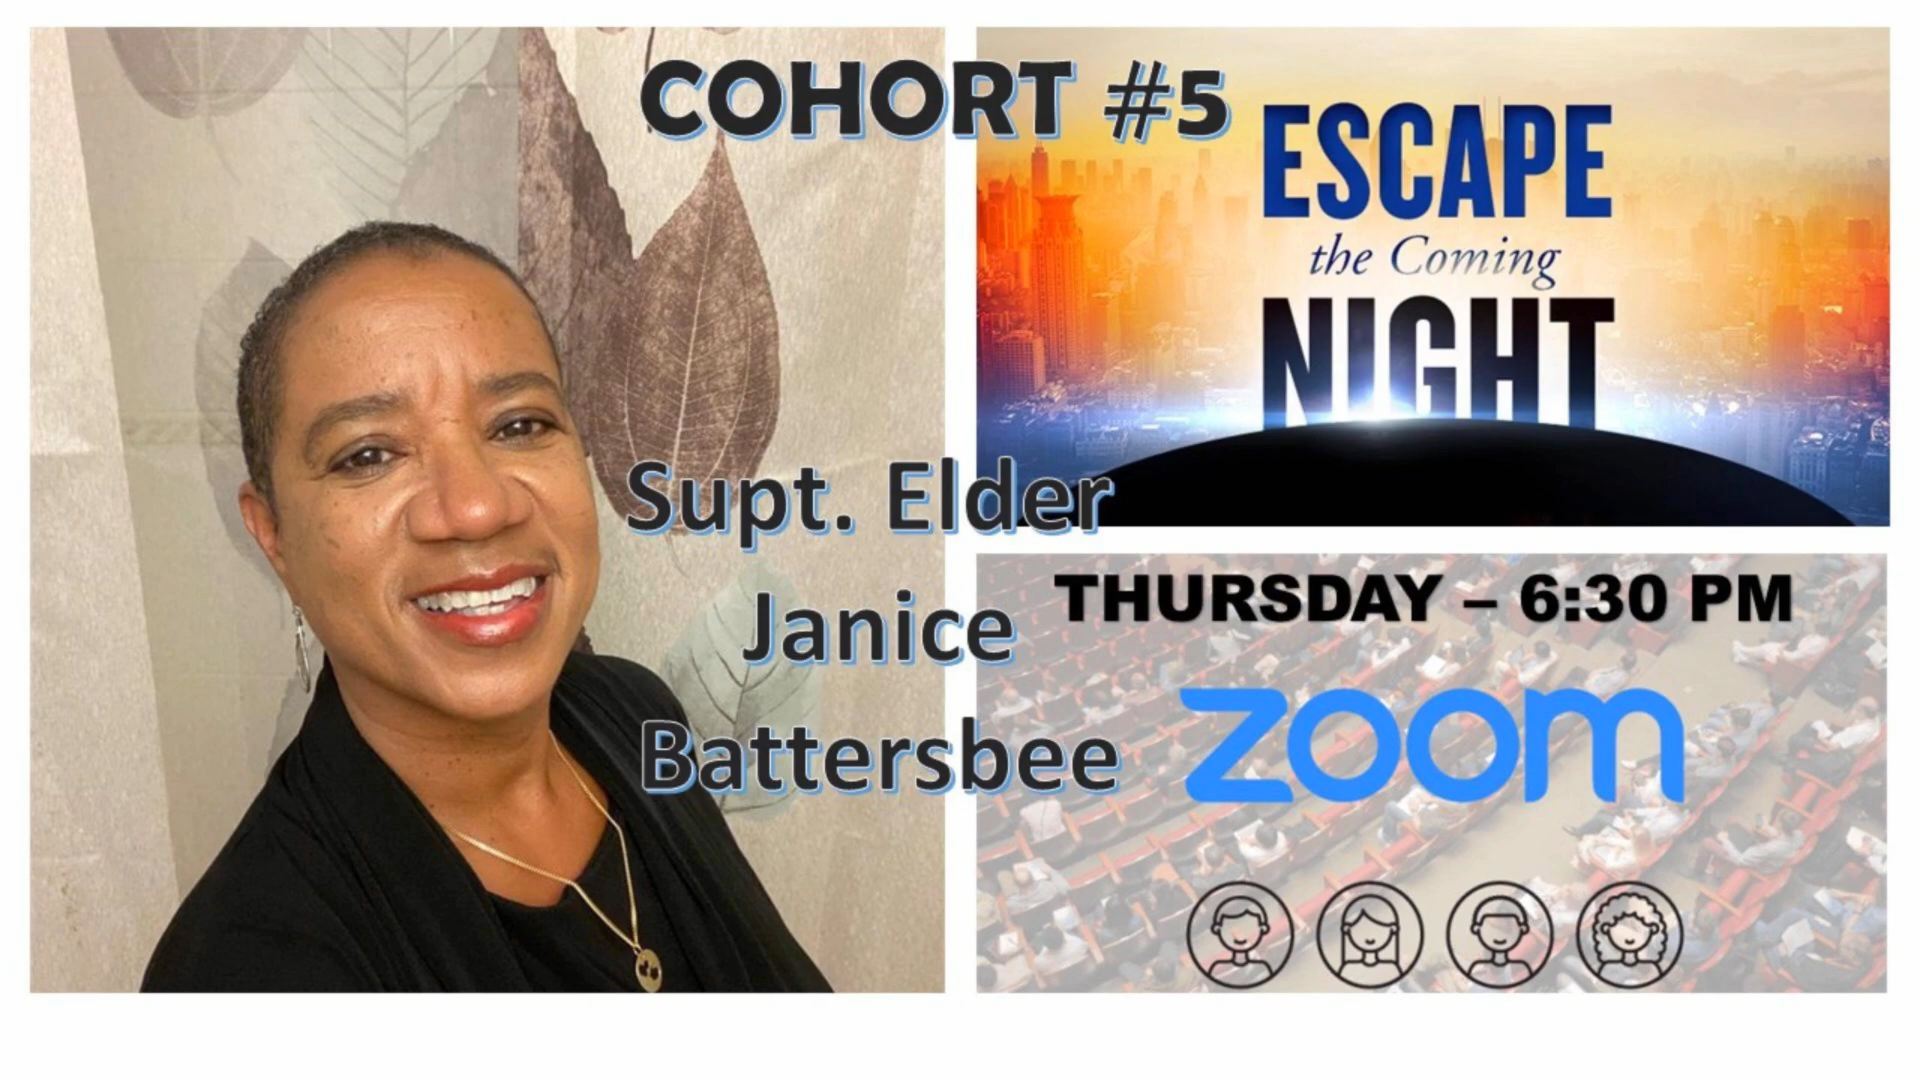 COHORT #5
ESCAPE
the Coming
NIGHT
Supt. Elder
Janice
Battersbee
THURSDAY – 6:30 PM
zoom